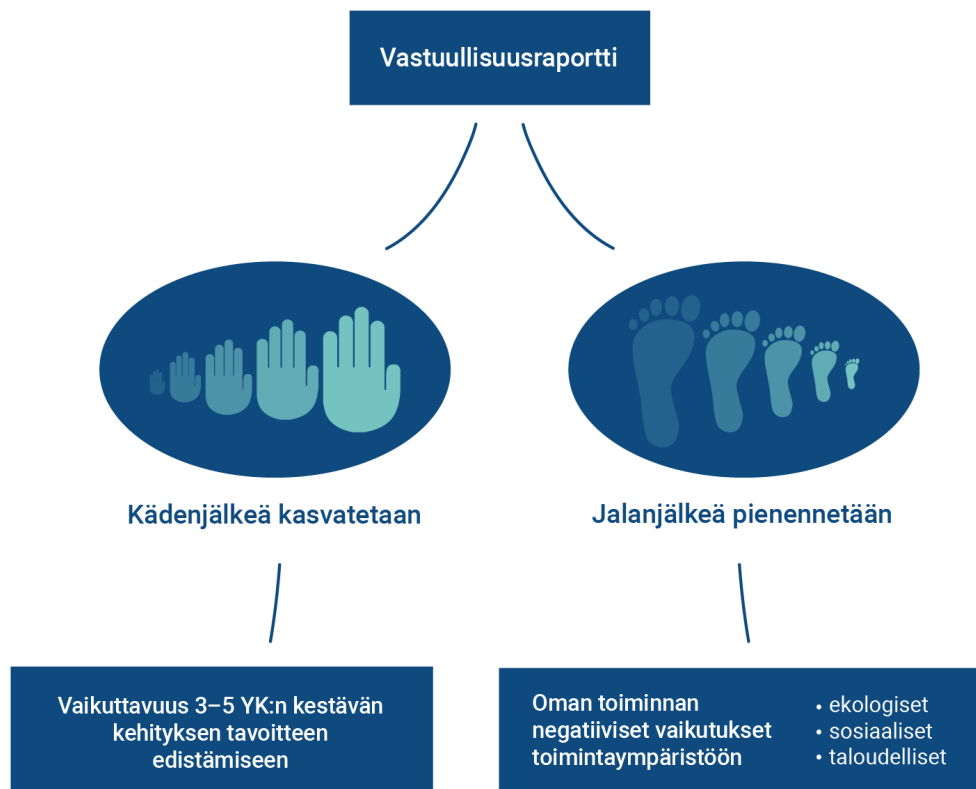 Vastuullisuusraportti
Kädenjälkeä kasvatetaan
Jalanjälkeä pienennetään
Vaikuttavuus 3–5 YK:n kestävän
kehityksen tavoitteen
edistämiseen
Oman toiminnan
negatiiviset vaikutukset
toimintaympäristöön
• ekologiset
• sosiaaliset
• taloudelliset